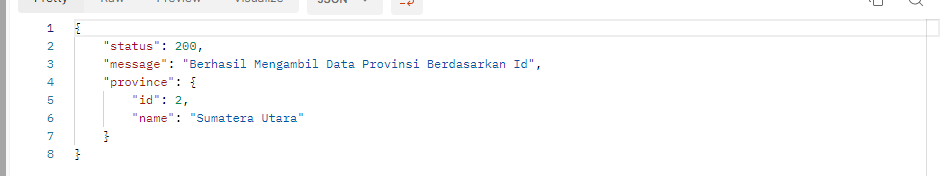 Pretty Raw Preview Visualize JSON
1 {
2 "status": 200,
3 "message": "Berhasil Mengambil Data Provinsi Berdasarkan Id",
4 "province": {
5 "id": 2,
6 "name": "Sumatera Utara"
7 }
8 }